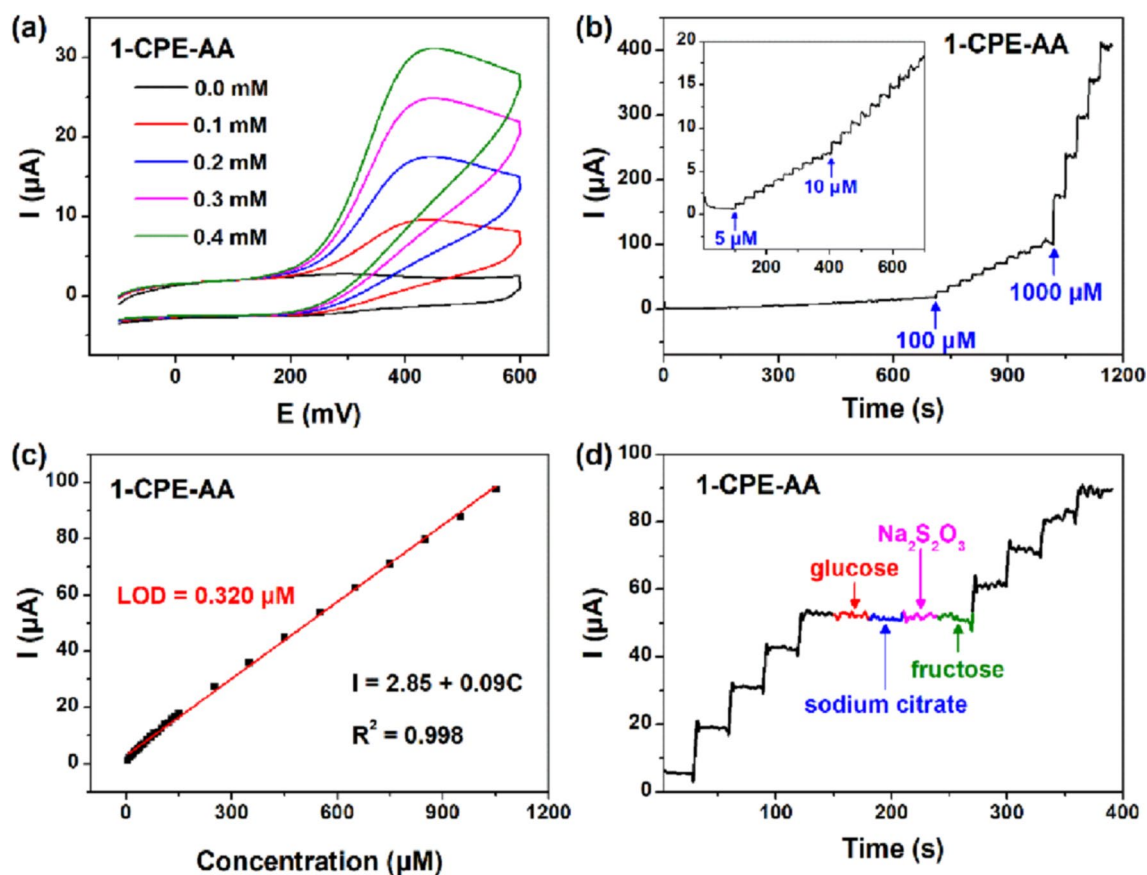 (a)
1-CPE-AA
0.0 mM
0.1 mM
0.2 mM
0.3 mM
0.4 mM
30
20
10
0
I (µA)
0 200 400 600
E (mV)
(b)
1-CPE-AA
400
300
200
100
0
I (µA)
20
15
10
5
0
5 µM
10 µM
200 400 600
100 µM
1000 µM
0 300 600 900 1200
Time (s)
(c)
1-CPE-AA
100
80
60
40
20
0
I (µA)
LOD = 0.320 µM
I = 2.85 + 0.09C
R² = 0.998
0 300 600 900 1200
Concentration (µM)
(d)
1-CPE-AA
100
80
60
40
20
0
I (µA)
Na₂S₂O₃
glucose
fructose
sodium citrate
0 100 200 300 400
Time (s)